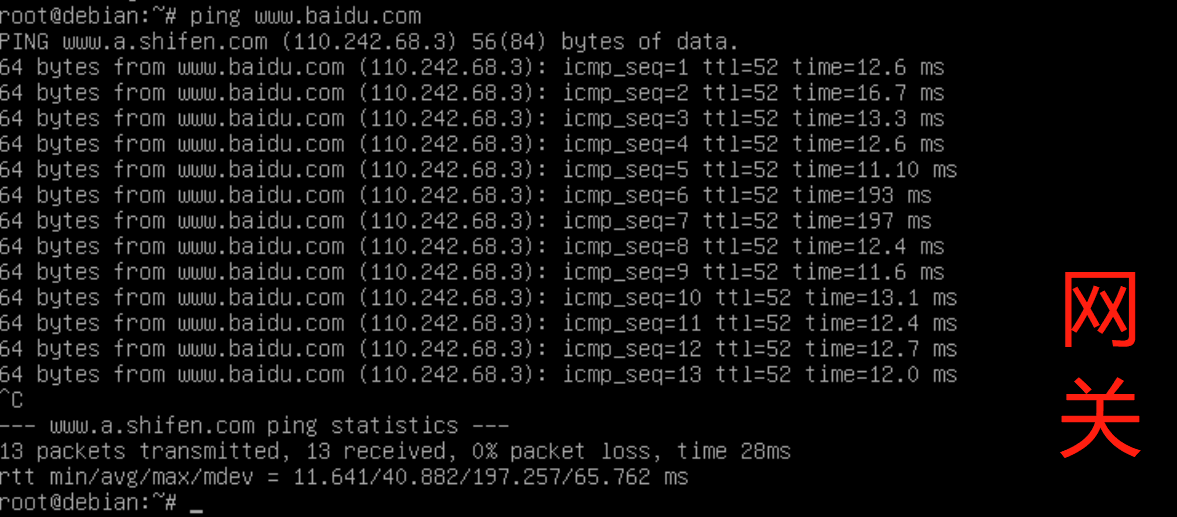 root@debian:~# ping www.baidu.com
PING www.a.shifen.com (110.242.68.3) 56(84) bytes of data.
64 bytes from www.baidu.com (110.242.68.3): icmp_seq=1 ttl=52 time=12.6 ms
64 bytes from www.baidu.com (110.242.68.3): icmp_seq=2 ttl=52 time=16.7 ms
64 bytes from www.baidu.com (110.242.68.3): icmp_seq=3 ttl=52 time=13.3 ms
64 bytes from www.baidu.com (110.242.68.3): icmp_seq=4 ttl=52 time=12.6 ms
64 bytes from www.baidu.com (110.242.68.3): icmp_seq=5 ttl=52 time=11.10 ms
64 bytes from www.baidu.com (110.242.68.3): icmp_seq=6 ttl=52 time=193 ms
64 bytes from www.baidu.com (110.242.68.3): icmp_seq=7 ttl=52 time=197 ms
64 bytes from www.baidu.com (110.242.68.3): icmp_seq=8 ttl=52 time=12.4 ms
64 bytes from www.baidu.com (110.242.68.3): icmp_seq=9 ttl=52 time=11.6 ms
64 bytes from www.baidu.com (110.242.68.3): icmp_seq=10 ttl=52 time=13.1 ms
64 bytes from www.baidu.com (110.242.68.3): icmp_seq=11 ttl=52 time=12.4 ms
64 bytes from www.baidu.com (110.242.68.3): icmp_seq=12 ttl=52 time=12.7 ms
64 bytes from www.baidu.com (110.242.68.3): icmp_seq=13 ttl=52 time=12.0 ms
^C
--- www.a.shifen.com ping statistics ---
13 packets transmitted, 13 received, 0% packet loss, time 28ms
rtt min/avg/max/mdev = 11.641/40.882/197.257/65.762 ms
root@debian:~# _
网关